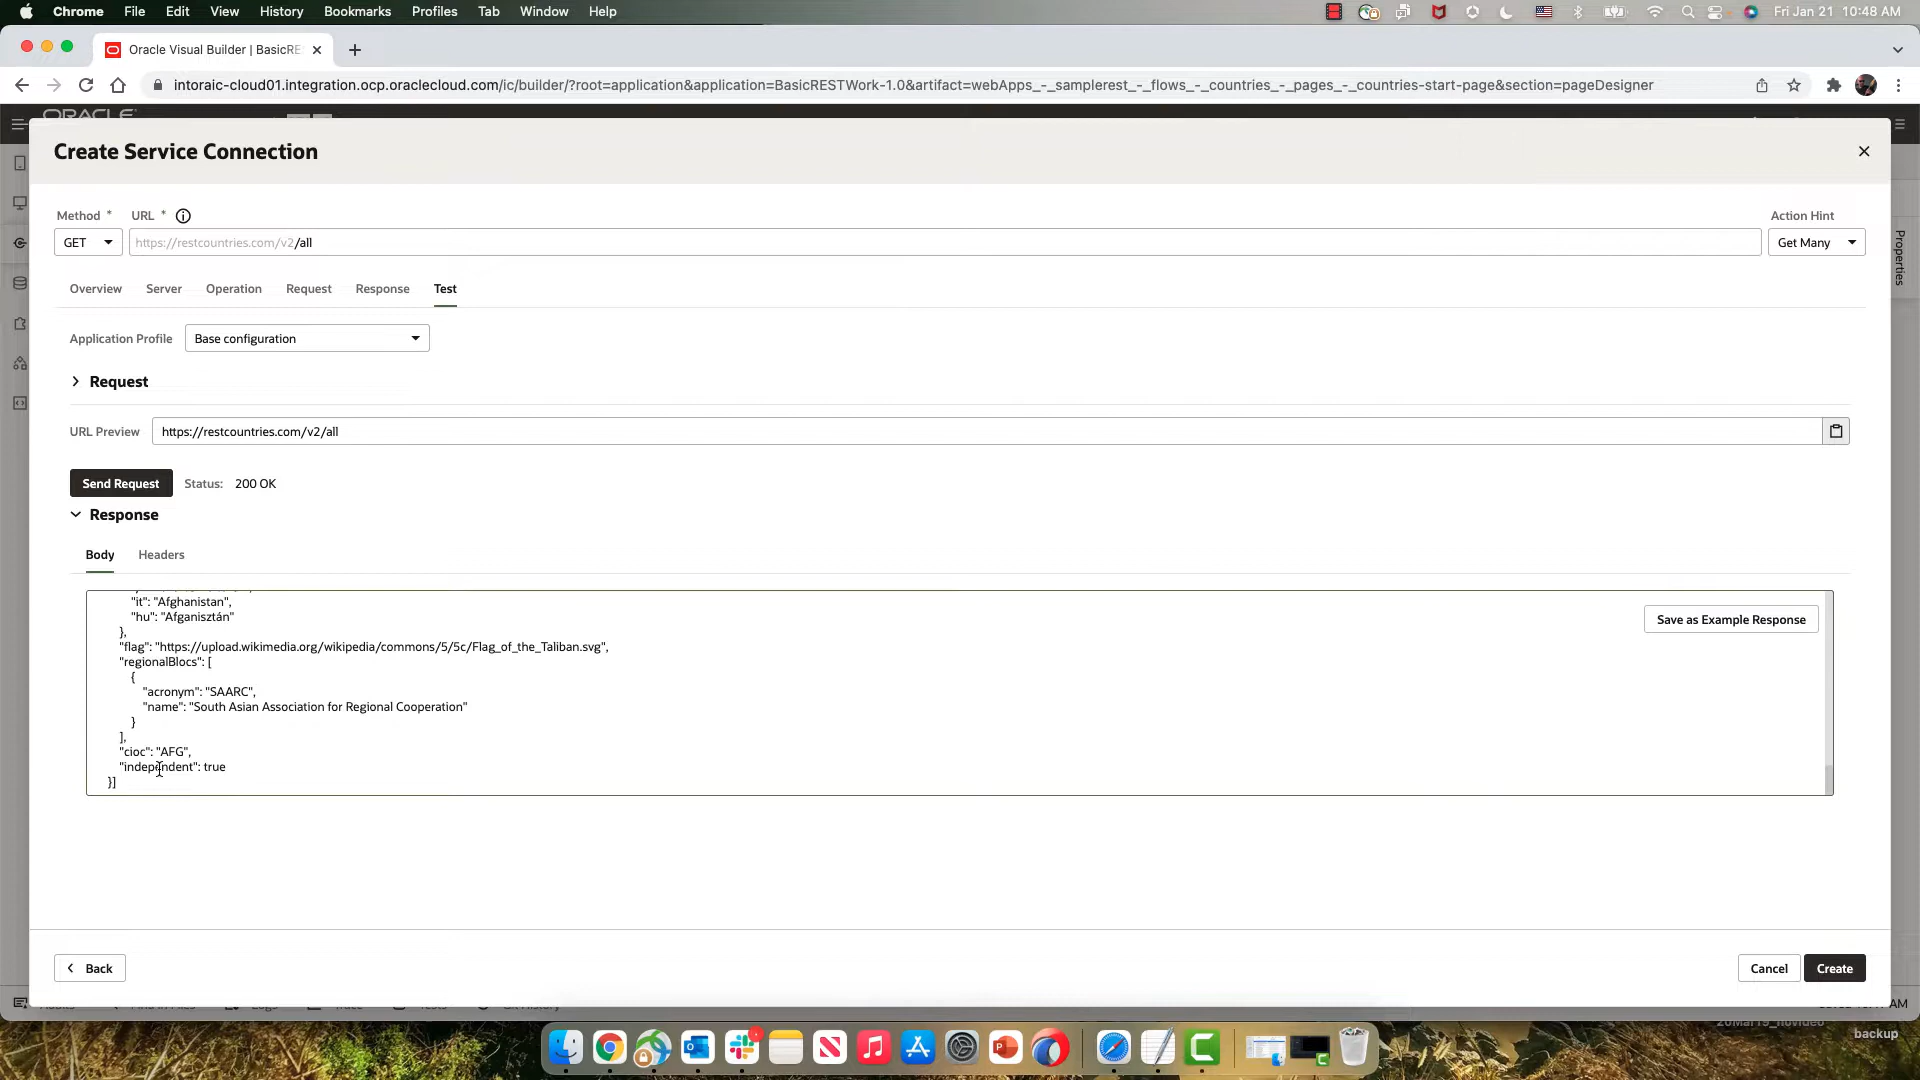 Chrome File Edit View History Bookmarks Profiles Tab Window Help Fri Jan 21 10:48 AM
Oracle Visual Builder | BasicRE
intoraic-cloud01.integration.ocp.oraclecloud.com/ic/builder/?root=application&application=BasicRESTWork-1.0&artifact=webApps_-_samplerest_-_flows_-_countries_-_pages_-_countries-start-page&section=pageDesigner
ORACLE
Create Service Connection
Method * URL * Action Hint
GET https://restcountries.com/v2/all Get Many
Properties
Overview Server Operation Request Response Test
Application Profile Base configuration
Request
URL Preview https://restcountries.com/v2/all
Send Request Status: 200 OK
Response
Body Headers
"it": "Afghanistan",
"hu": "Afganisztán"
},
"flag": "https://upload.wikimedia.org/wikipedia/commons/5/5c/Flag_of_the_Taliban.svg",
"regionalBlocs": [
{
"acronym": "SAARC",
"name": "South Asian Association for Regional Cooperation"
}
],
"cioc": "AFG",
"independent": true
}]
Save as Example Response
Back Cancel Create
20Mar19_novideo
backup